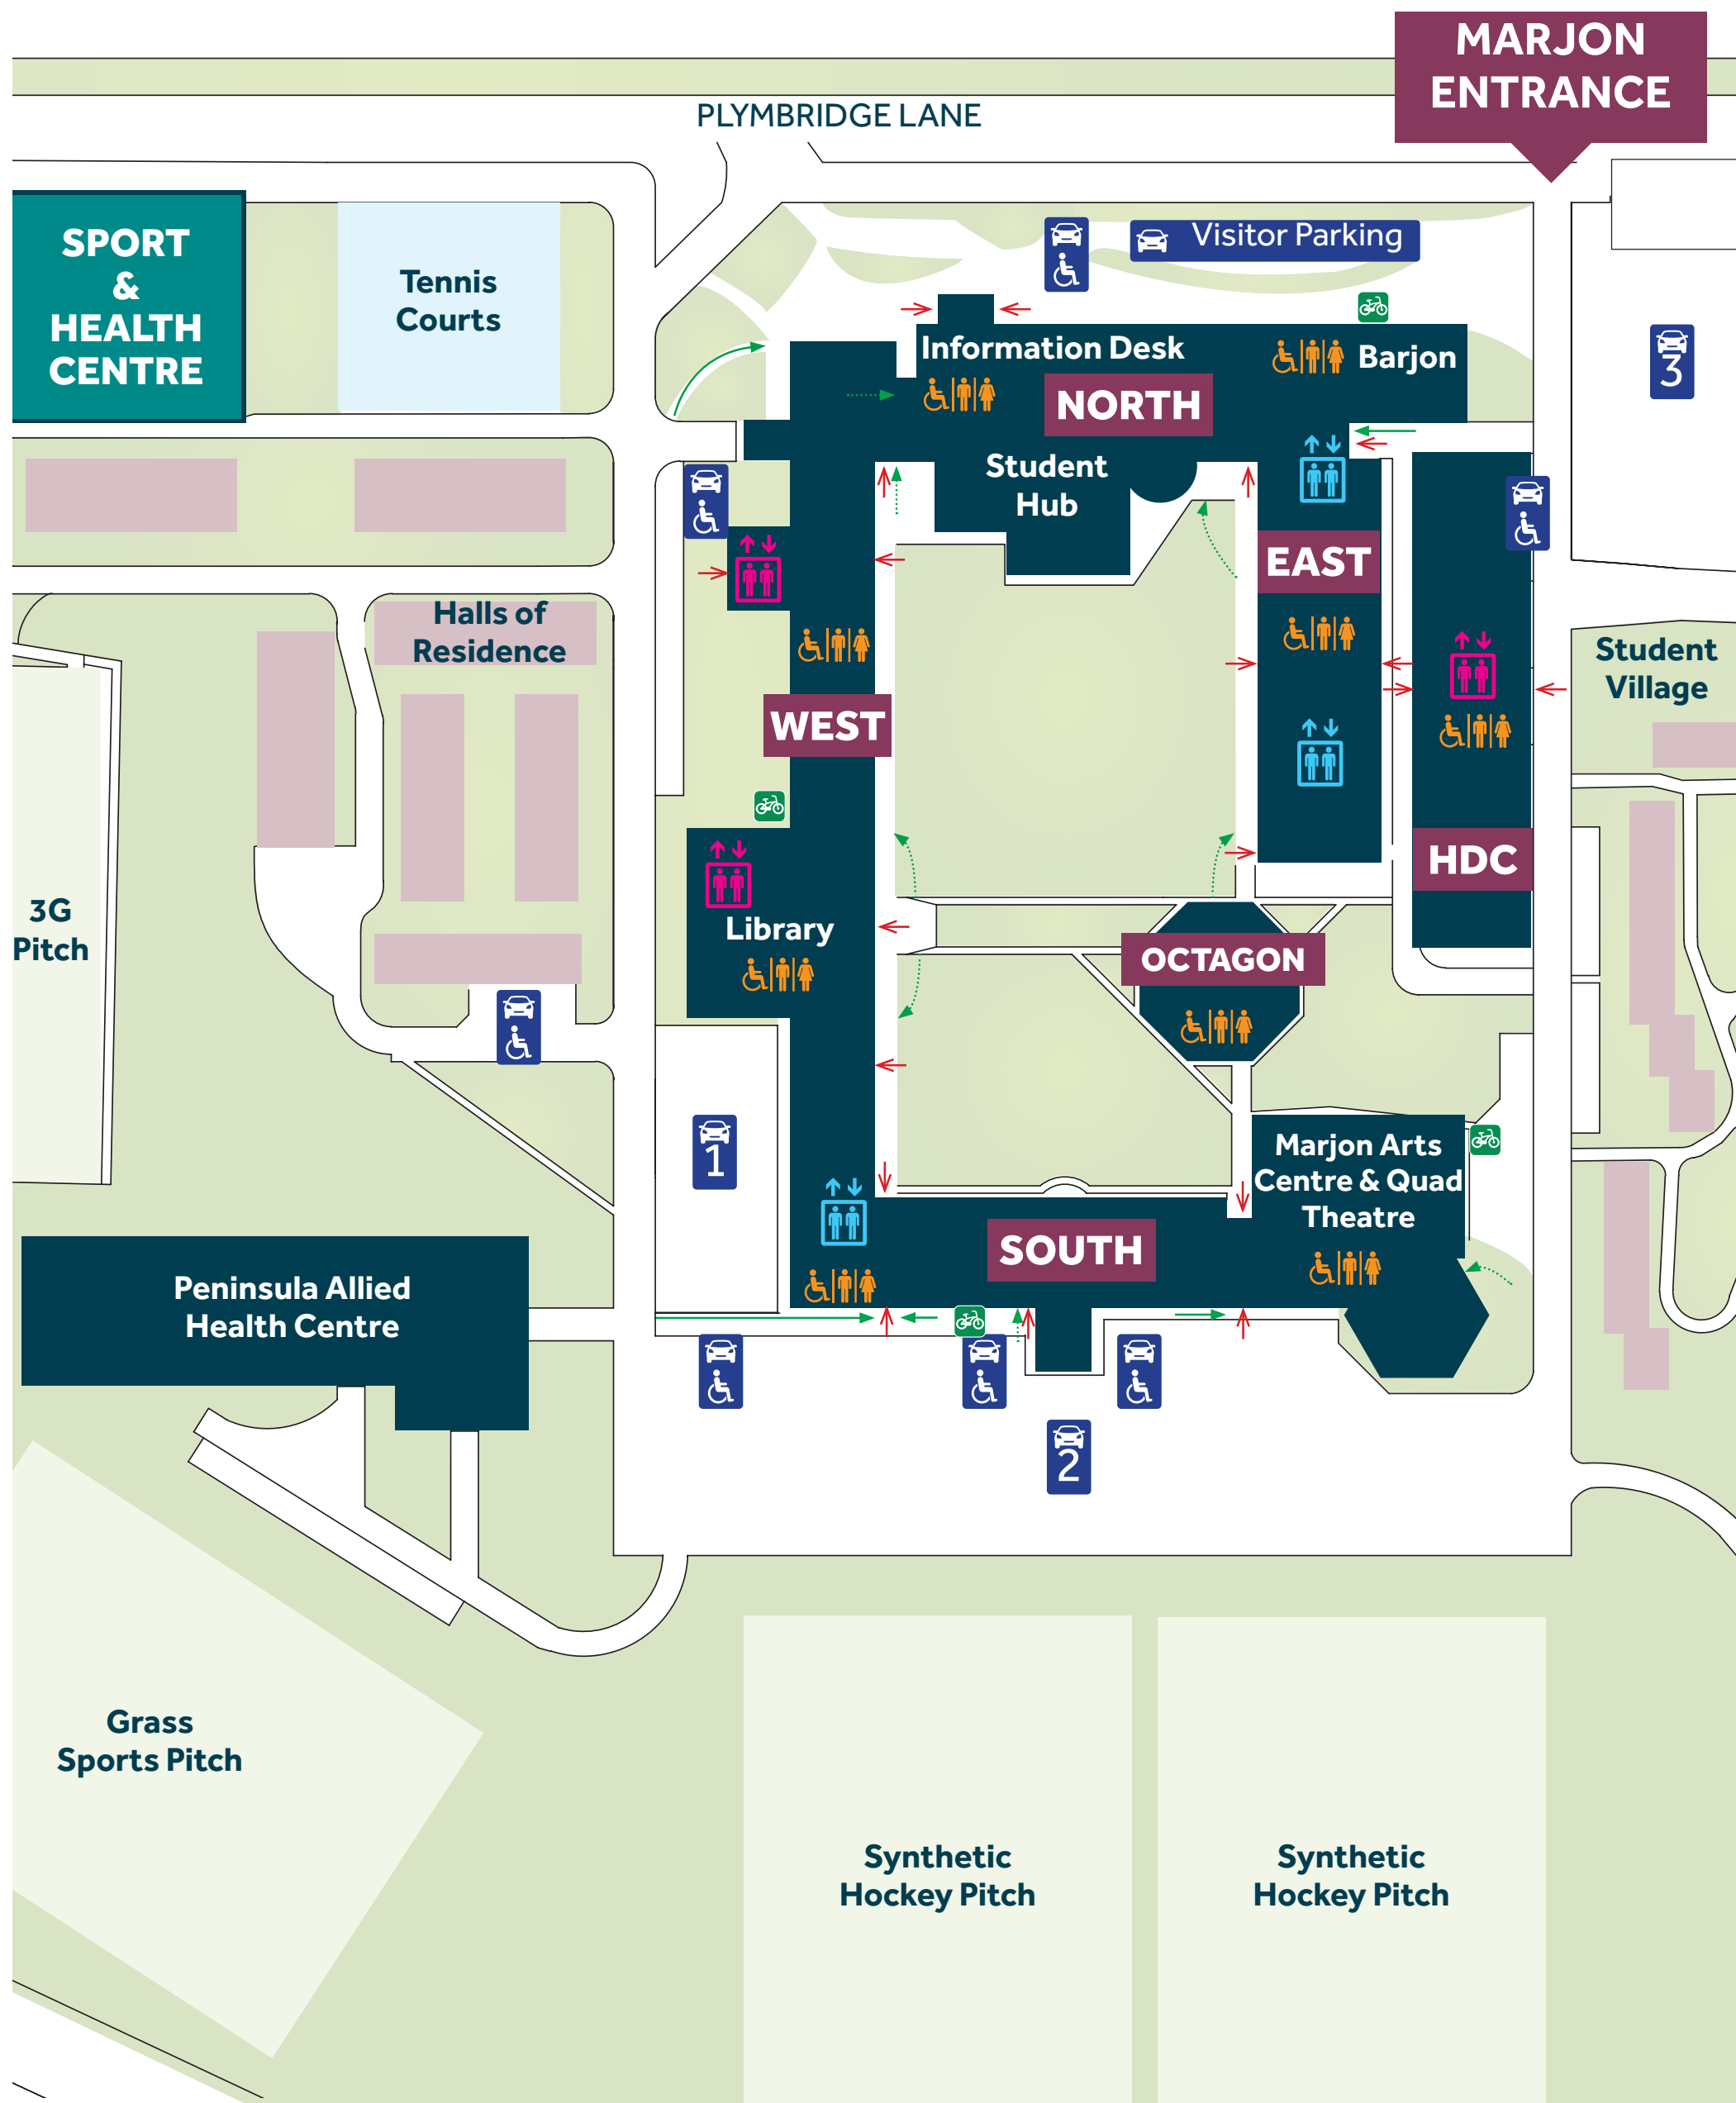 MARJON
ENTRANCE
PLYMBRIDGE LANE
SPORT
&
HEALTH
CENTRE
Tennis
Courts
Visitor Parking
Information Desk
Barjon
3
NORTH
Student
Hub
EAST
Halls of
Residence
Student
Village
WEST
HDC
3G
Pitch
Library
OCTAGON
1
Marjon Arts
Centre & Quad
Theatre
SOUTH
Peninsula Allied
Health Centre
2
Grass
Sports Pitch
Synthetic
Hockey Pitch
Synthetic
Hockey Pitch